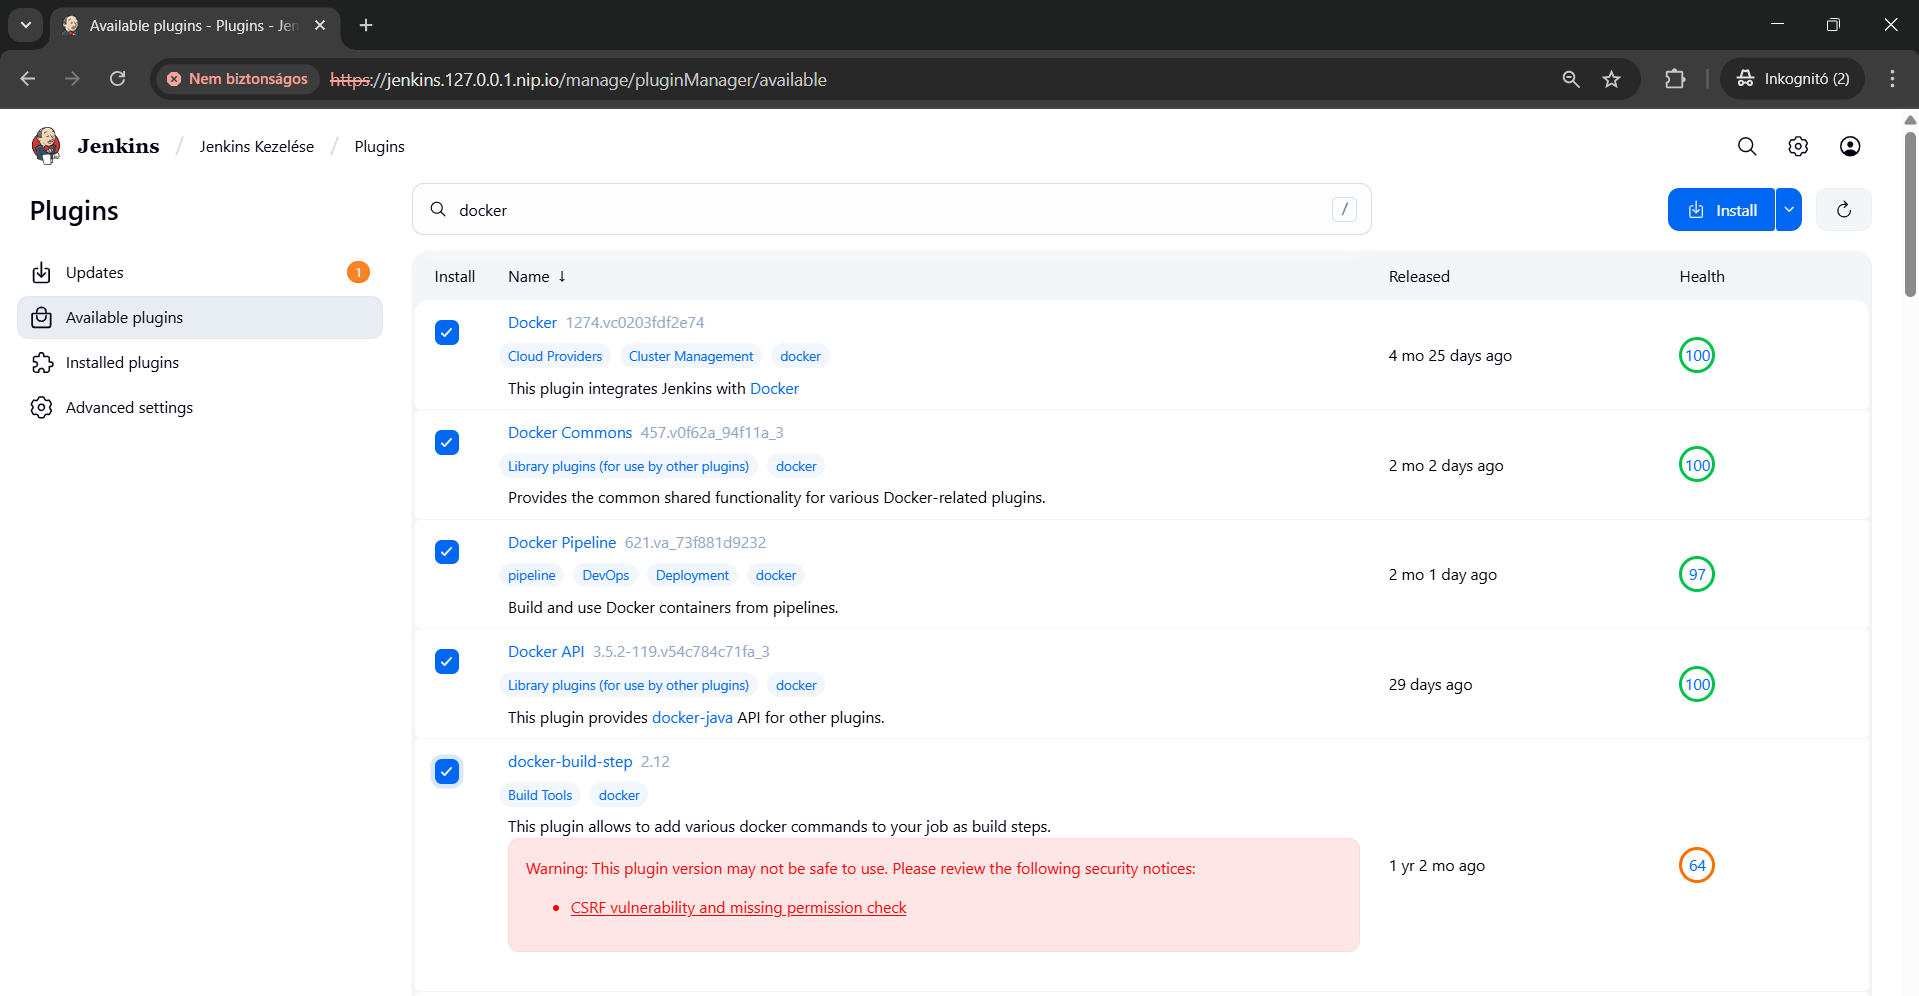 Available plugins - Plugins - Jen
Nem biztonságos
https://jenkins.127.0.0.1.nip.io/manage/pluginManager/available
Inkognitó (2)
Jenkins / Jenkins Kezelése / Plugins
Plugins
docker
/
Install
Updates
1
Available plugins
Installed plugins
Advanced settings
Install Name ↓ Released Health
Docker 1274.vc0203fdf2e74
Cloud Providers Cluster Management docker
This plugin integrates Jenkins with Docker
4 mo 25 days ago
100
Docker Commons 457.v0f62a_94f11a_3
Library plugins (for use by other plugins) docker
Provides the common shared functionality for various Docker-related plugins.
2 mo 2 days ago
100
Docker Pipeline 621.va_73f881d9232
pipeline DevOps Deployment docker
Build and use Docker containers from pipelines.
2 mo 1 day ago
97
Docker API 3.5.2-119.v54c784c71fa_3
Library plugins (for use by other plugins) docker
This plugin provides docker-java API for other plugins.
29 days ago
100
docker-build-step 2.12
Build Tools docker
This plugin allows to add various docker commands to your job as build steps.
Warning: This plugin version may not be safe to use. Please review the following security notices:
• CSRF vulnerability and missing permission check
1 yr 2 mo ago
64